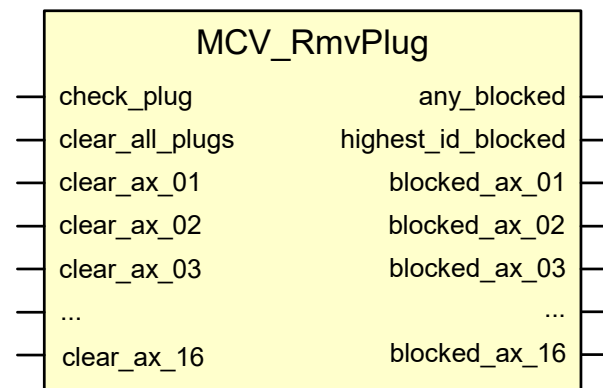 MCV_RmvPlug
check_plug any_blocked
clear_all_plugs highest_id_blocked
clear_ax_01 blocked_ax_01
clear_ax_02 blocked_ax_02
clear_ax_03 blocked_ax_03
... ...
clear_ax_16 blocked_ax_16